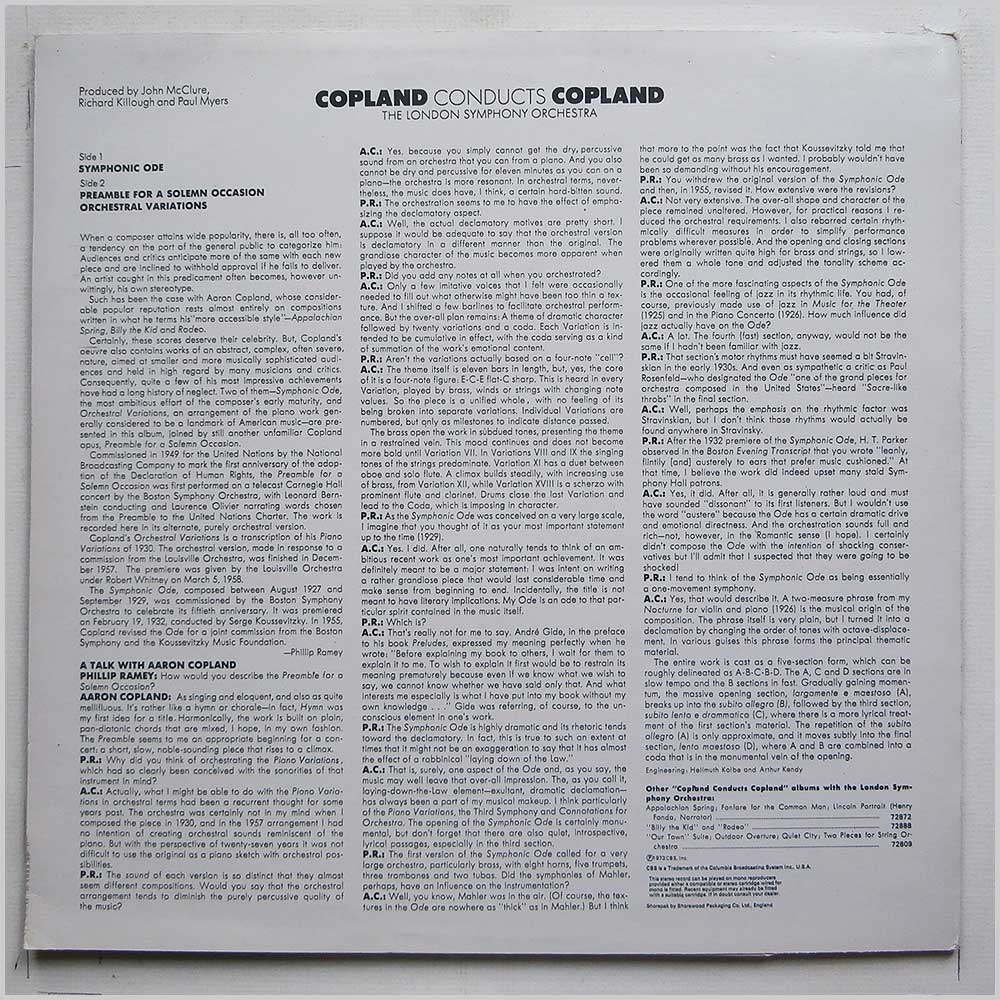 Produced by John McClure,
Richard Killough and Paul Myers
COPLAND CONDUCTS COPLAND
THE LONDON SYMPHONY ORCHESTRA
Side 1
SYMPHONIC ODE
Side 2
PREAMBLE FOR A SOLEMN OCCASION
ORCHESTRAL VARIATIONS
When a composer attains wide popularity, there is, all too often,
a tendency on the part of the general public to categorize him:
Audiences and critics anticipate more of the same with each new
piece and are inclined to withhold approval if he fails to deliver.
An artist caught in this predicament often becomes, however un-
wittingly, his own stereotype.
Such has been the case with Aaron Copland, whose consider-
able popular reputation rests almost entirely on compositions
written in what he terms his "more accessible style"—Appalachian
Spring, Billy the Kid and Rodeo.
Certainly, these scores deserve their celebrity. But, Copland's
oeuvre also contains works of an abstract, complex, often severe,
nature, aimed at smaller and more musically sophisticated audi-
ences and held in high regard by many musicians and critics.
Consequently, quite a few of his most impressive achievements
have had a long history of neglect. Two of them—Symphonic Ode,
the most ambitious effort of the composer's early maturity, and
Orchestral Variations, an arrangement of the piano work gen-
erally considered to be a landmark of American music—are pre-
sented in this album, joined by still another unfamiliar Copland
opus, Preamble for a Solemn Occasion.
Commissioned in 1949 for the United Nations by the National
Broadcasting Company to mark the first anniversary of the adop-
tion of the Declaration of Human Rights, the Preamble for a
Solemn Occasion was first performed on a telecast Carnegie Hall
concert by the Boston Symphony Orchestra, with Leonard Bern-
stein conducting and Laurence Olivier narrating words chosen
from the Preamble to the United Nations Charter. The work is
recorded here in its alternate, purely orchestral version.
Copland's Orchestral Variations is a transcription of his Piano
Variations of 1930. The orchestral version, made in response to a
commission from the Louisville Orchestra, was finished in Decem-
ber 1957. The premiere was given by the Louisville Orchestra
under Robert Whitney on March 5, 1958.
The Symphonic Ode, composed between August 1927 and
September 1929, was commissioned by the Boston Symphony
Orchestra to celebrate its fiftieth anniversary. It was premiered
on February 19, 1932, conducted by Serge Koussevitzky. In 1955,
Copland revised the Ode for a joint commission from the Boston
Symphony and the Koussevitzky Music Foundation.
—Phillip Ramey
A TALK WITH AARON COPLAND
PHILLIP RAMEY: How would you describe the Preamble for a
Solemn Occasion?
AARON COPLAND: As singing and eloquent, and also as quite
mellifluous. It's rather like a hymn or chorale—in fact, Hymn was
my first idea for a title. Harmonically, the work is built on plain,
pan-diatonic chords that are mixed, I hope, in my own fashion.
The Preamble seems to me an appropriate beginning for a con-
cert: a short, slow, noble-sounding piece that rises to a climax.
P.R.: Why did you think of orchestrating the Piano Variations,
which had so clearly been conceived with the sonorities of that
instrument in mind?
A.C.: Actually, what I might be able to do with the Piano Varia-
tions in orchestral terms had been a recurrent thought for some
years past. The orchestra was certainly not in my mind when I
composed the piece in 1930, and in the 1957 arrangement I had
no intention of creating orchestral sounds reminiscent of the
piano. But with the perspective of twenty-seven years it was not
difficult to use the original as a piano sketch with orchestral pos-
sibilities.
P.R.: The sound of each version is so distinct that they almost
seem different compositions. Would you say that the orchestral
arrangement tends to diminish the purely percussive quality of
the music?
A.C.: Yes, because you simply cannot get the dry, percussive
sound from an orchestra that you can from a piano. And you also
cannot be dry and percussive for eleven minutes as you can on a
piano—the orchestra is more resonant. In orchestral terms, never-
theless, the music does have, I think, a certain hard-bitten sound.
P.R.: The orchestration seems to me to have the effect of empha-
sizing the declamatory aspect.
A.C.: Well, the actual declamatory motives are pretty short. I
suppose it would be adequate to say that the orchestral version
is declamatory in a different manner than the original. The
grandiose character of the music becomes more apparent when
played by the orchestra.
P.R.: Did you add any notes at all when you orchestrated?
A.C.: Only a few imitative voices that I felt were occasionally
needed to fill out what otherwise might have been too thin a tex-
ture. And I shifted a few barlines to facilitate orchestral perform-
ance. But the over-all plan remains: A theme of dramatic character
followed by twenty variations and a coda. Each Variation is in-
tended to be cumulative in effect, with the coda serving as a kind
of summation of the work's emotional content.
P.R.: Aren't the variations actually based on a four-note "cell"?
A.C.: The theme itself is eleven bars in length, but, yes, the core
of it is a four-note figure: E-C-E flat-C sharp. This is heard in every
Variation, played by brass, winds or strings with changing note
values. So the piece is a unified whole, with no feeling of its
being broken into separate variations. Individual Variations are
numbered, but only as milestones to indicate distance passed.
The brass open the work in subdued tones, presenting the theme
in a restrained vein. This mood continues and does not become
more bold until Variation VII. In Variations VIII and IX the singing
tones of the strings predominate. Variation XI has a duet between
oboe and solo flute. A climax builds steadily, with increasing use
of brass, from Variation XII, while Variation XVIII is a scherzo with
prominent flute and clarinet. Drums close the last Variation and
lead to the Coda, which is imposing in character.
P.R.: As the Symphonic Ode was conceived on a very large scale,
I imagine that you thought of it as your most important statement
up to the time (1929).
A.C.: Yes, I did. After all, one naturally tends to think of an am-
bitious recent work as one's most important achievement. It was
definitely meant to be a major statement: I was intent on writing
a rather grandiose piece that would last considerable time and
make sense from beginning to end. Incidentally, the title is not
meant to have literary implications. My Ode is an ode to that par-
ticular spirit contained in the music itself.
P.R.: Which is?
A.C.: That's really not for me to say. André Gide, in the preface
to his book Preludes, expressed my meaning perfectly when he
wrote: "Before explaining my book to others, I wait for them to
explain it to me. To wish to explain it first would be to restrain its
meaning prematurely because even if we know what we wish to
say, we cannot know whether we have said only that. And what
interests me especially is what I have put into my book without my
own knowledge . . ." Gide was referring, of course, to the un-
conscious element in one's work.
P.R.: The Symphonic Ode is highly dramatic and its rhetoric tends
toward the declamatory. In fact, this is true to such an extent at
times that it might not be an exaggeration to say that it has almost
the effect of a rabbinical "laying down of the Law."
A.C.: That is, surely, one aspect of the Ode and, as you say, the
music may well leave that over-all impression. The, as you call it,
laying-down-the-Law element—exultant, dramatic declamation—
has always been a part of my musical makeup. I think particularly
of the Piano Variations, the Third Symphony and Connotations for
Orchestra. The opening of the Symphonic Ode is certainly monu-
mental, but don't forget that there are also quiet, introspective,
lyrical passages, especially in the third section.
P.R.: The first version of the Symphonic Ode called for a very
large orchestra, particularly brass, with eight horns, five trumpets,
three trombones and two tubas. Did the symphonies of Mahler,
perhaps, have an influence on the instrumentation?
A.C.: Well, you know, Mahler was in the air. (Of course, the tex-
tures in the Ode are nowhere as "thick" as in Mahler.) But I think
that more to the point was the fact that Koussevitzky told me that
he could get as many brass as I wanted. I probably wouldn't have
been so demanding without his encouragement.
P.R.: You withdrew the original version of the Symphonic Ode
and then, in 1955, revised it. How extensive were the revisions?
A.C.: Not very extensive. The over-all shape and character of the
piece remained unaltered. However, for practical reasons I re-
duced the orchestral requirements. I also rebarred certain rhyth-
mically difficult measures in order to simplify performance
problems wherever possible. And the opening and closing sections
were originally written quite high for brass and strings, so I low-
ered them a whole tone and adjusted the tonality scheme ac-
cordingly.
P.R.: One of the more fascinating aspects of the Symphonic Ode
is the occasional feeling of jazz in its rhythmic life. You had, of
course, previously made use of jazz in Music for the Theater
(1925) and in the Piano Concerto (1926). How much influence did
jazz actually have on the Ode?
A.C.: A lot. The fourth (fast) section, anyway, would not be the
same if I hadn't been familiar with jazz.
P.R.: That section's motor rhythms must have seemed a bit Stravin-
skian in the early 1930s. And even as sympathetic a critic as Paul
Rosenfeld—who designated the Ode "one of the grand pieces for
orchestra composed in the United States"—heard "Sacre-like
throbs" in the final section.
A.C.: Well, perhaps the emphasis on the rhythmic factor was
Stravinskian, but I don't think those rhythms would actually be
found anywhere in Stravinsky.
P.R.: After the 1932 premiere of the Symphonic Ode, H. T. Parker
observed in the Boston Evening Transcript that you wrote "leanly,
flintily [and] austerely to ears that prefer music cushioned." At
that time, I believe the work did indeed upset many staid Sym-
phony Hall patrons.
A.C.: Yes, it did. After all, it is generally rather loud and must
have sounded "dissonant" to its first listeners. But I wouldn't use
the word "austere" because the Ode has a certain dramatic drive
and emotional directness. And the orchestration sounds full and
rich—not, however, in the Romantic sense (I hope). I certainly
didn't compose the Ode with the intention of shocking conser-
vatives but I'll admit that I suspected that they were going to be
shocked!
P.R.: I tend to think of the Symphonic Ode as being essentially
a one-movement symphony.
A.C.: Yes, that would describe it. A two-measure phrase from my
Nocturne for violin and piano (1926) is the musical origin of the
composition. The phrase itself is very plain, but I turned it into a
declamation by changing the order of tones with octave-displace-
ment. In various guises this phrase forms the principal thematic
material.
The entire work is cast as a five-section form, which can be
roughly delineated as A-B-C-B-D. The A, C and D sections are in
slow tempo and the B sections in fast. Gradually gaining momen-
tum, the massive opening section, largamente e maestoso (A),
breaks up into the subito allegro (B), followed by the third section,
subito lento e drammatico (C), where there is a more lyrical treat-
ment of the first section's material. The repetition of the subito
allegro (A) is only approximate, and it moves subtly into the final
section, lento maestoso (D), where A and B are combined into a
coda that is in the monumental vein of the opening.
Engineering: Hellmuth Kolbe and Arthur Kendy
Other "Copland Conducts Copland" albums with the London Sym-
phony Orchestra:
Appalachian Spring; Fanfare for the Common Man; Lincoln Portrait (Henry
Fonda, Narrator) 72872
"Billy the Kid" and "Rodeo" 72888
"Our Town" Suite; Outdoor Overture; Quiet City; Two Pieces for String Or-
chestra 72809
Ⓟ 1973 CBS, Inc.
CBS is a Trademark of the Columbia Broadcasting System Inc., U.S.A.
This stereo record can be played on mono reproducers
provided either a compatible or stereo cartridge wired for
mono is fitted. Recent equipment may already be fitted
with a suitable cartridge. If in doubt consult your dealer.
Shorepak by Shorewood Packaging Co. Ltd., England